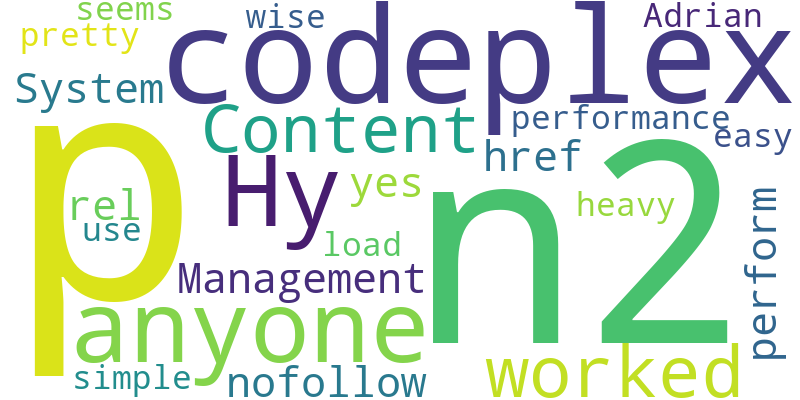 seems
wise
Adrian
pretty
codeplex
System
Content
performance
easy
p
n2
Hy
href
yes
rel
heavy
use
load
perform
Management
anyone
worked
simple
nofollow